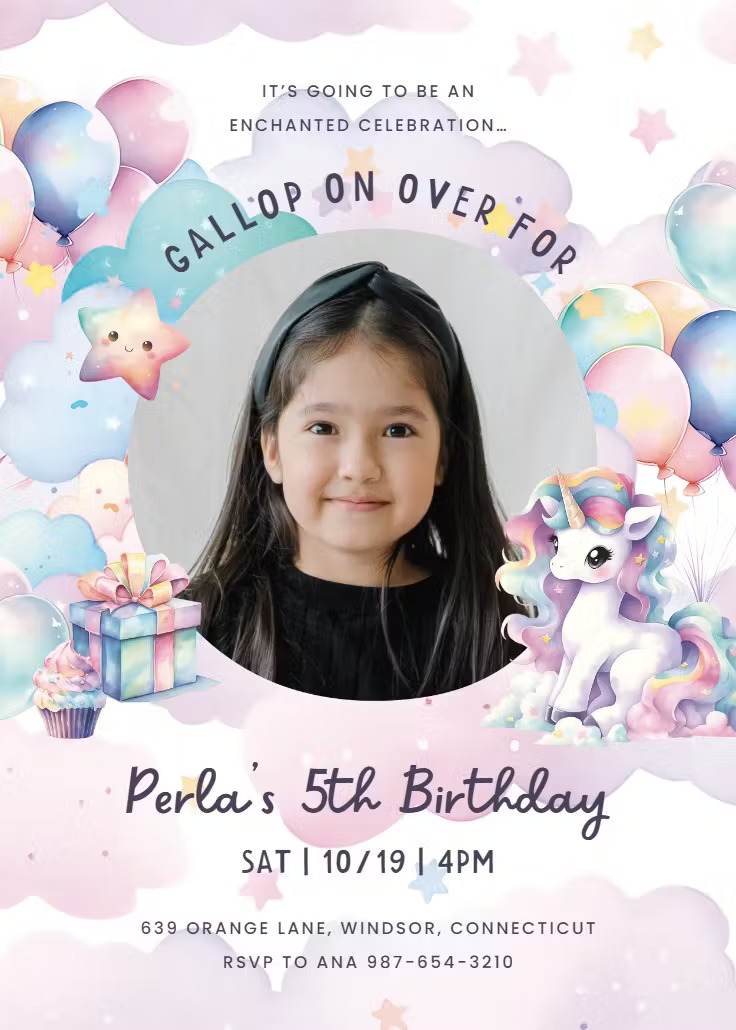 IT'S GOING TO BE AN
ENCHANTED CELEBRATION…
GALLOP ON OVER FOR
Perla's 5th Birthday
SAT | 10/19 | 4PM
639 ORANGE LANE, WINDSOR, CONNECTICUT
RSVP TO ANA 987-654-3210